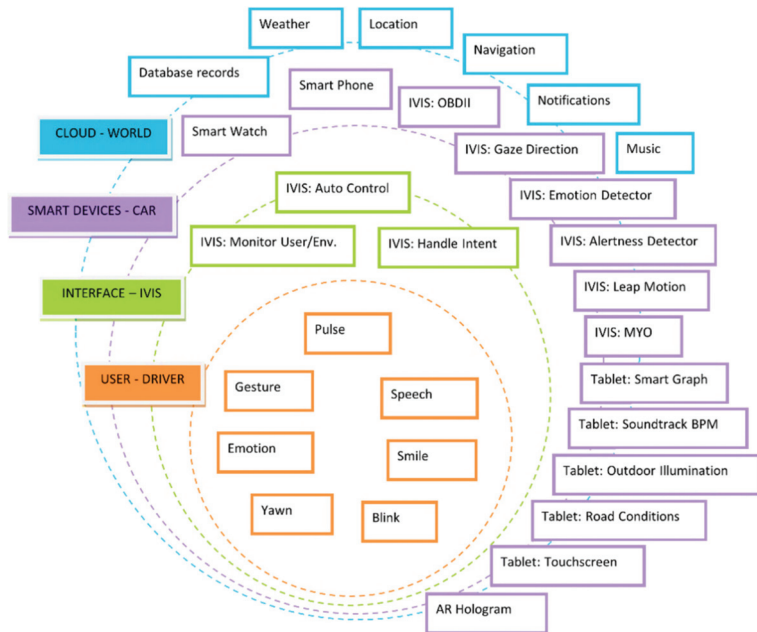 Weather
Location
Navigation
Database records
Smart Phone
IVIS: OBDII
Notifications
CLOUD - WORLD
Smart Watch
IVIS: Gaze Direction
Music
IVIS: Auto Control
IVIS: Emotion Detector
SMART DEVICES - CAR
IVIS: Monitor User/Env.
IVIS: Handle Intent
IVIS: Alertness Detector
INTERFACE – IVIS
IVIS: Leap Motion
Pulse
IVIS: MYO
USER - DRIVER
Gesture
Speech
Tablet: Smart Graph
Tablet: Soundtrack BPM
Emotion
Smile
Tablet: Outdoor Illumination
Yawn
Blink
Tablet: Road Conditions
Tablet: Touchscreen
AR Hologram